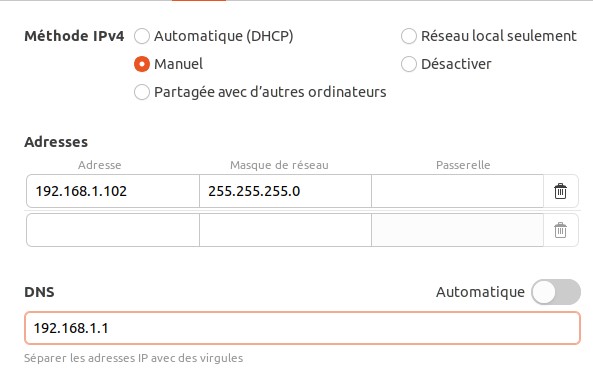 Méthode IPv4 Automatique (DHCP) Réseau local seulement
Manuel Désactiver
Partagée avec d’autres ordinateurs
Adresses
Adresse Masque de réseau Passerelle
192.168.1.102 255.255.255.0
DNS Automatique
192.168.1.1
Séparer les adresses IP avec des virgules